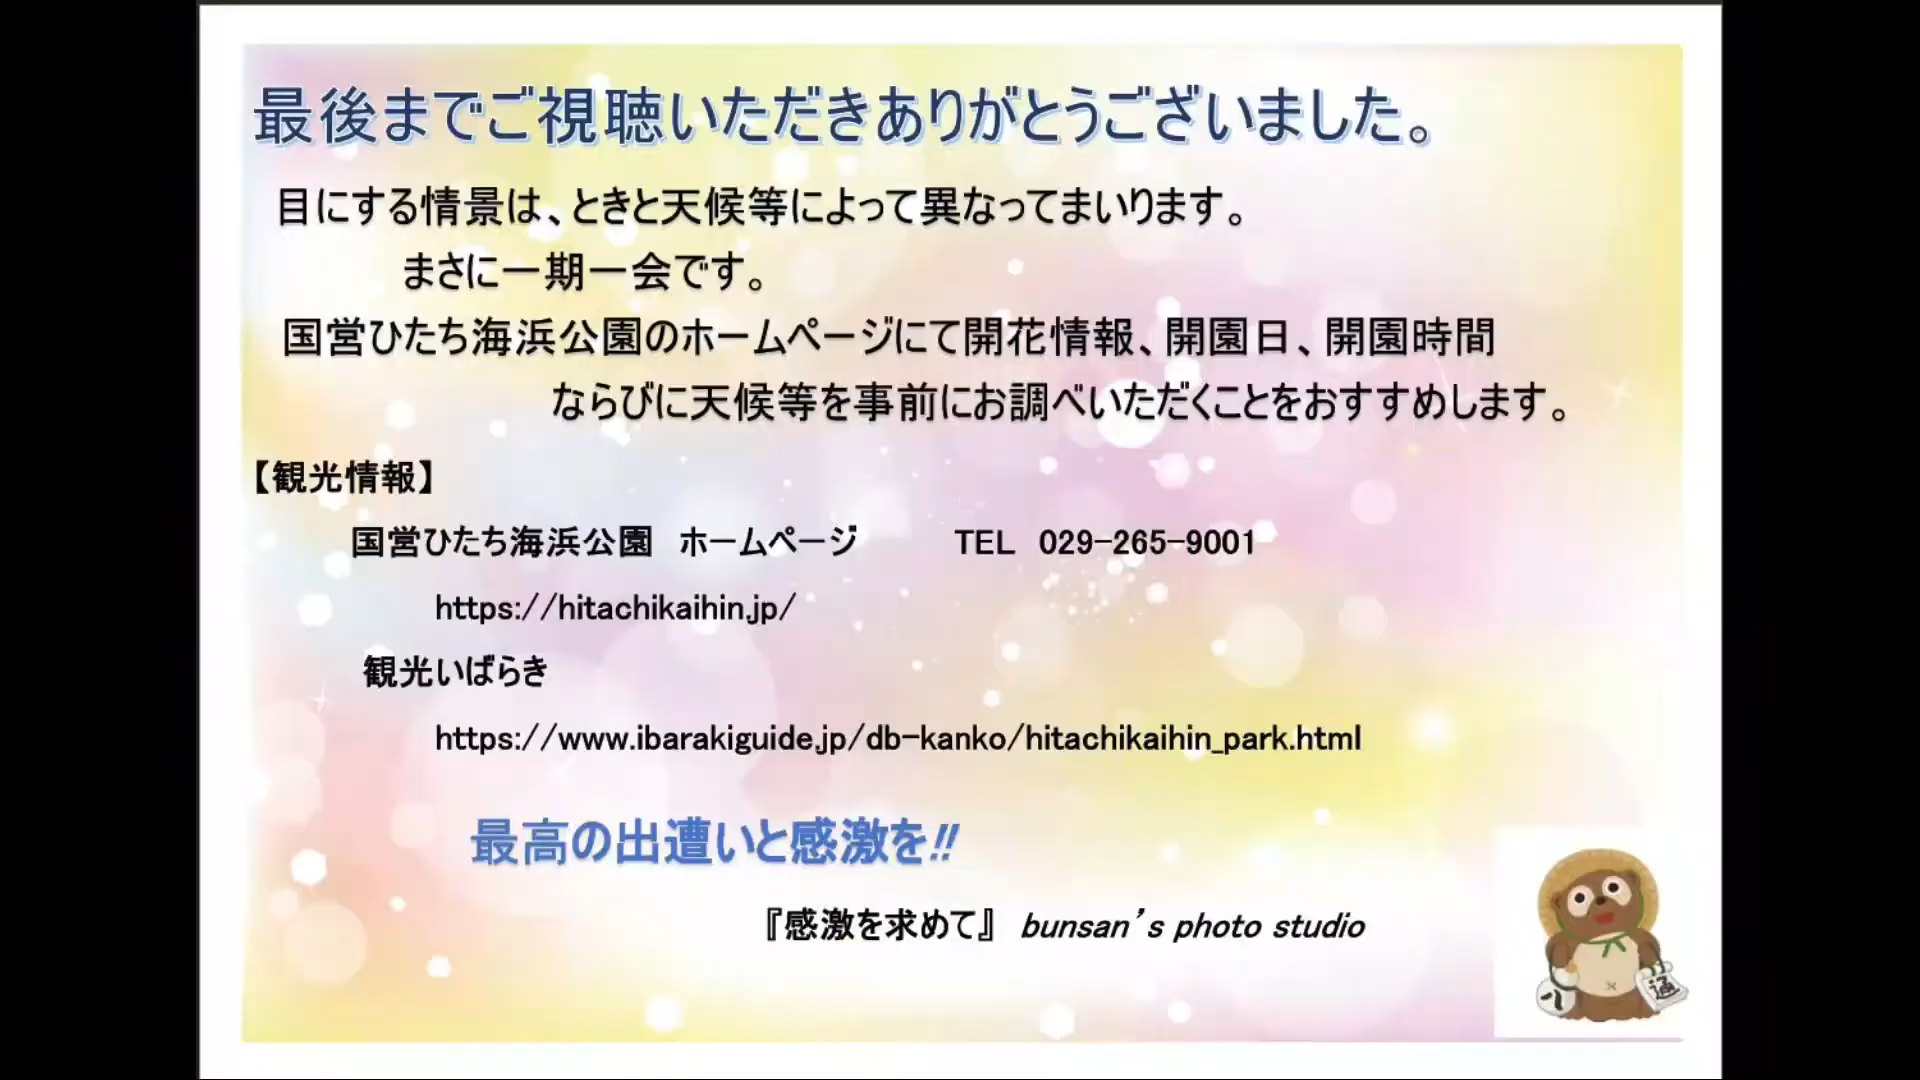 最後までご視聴いただきありがとうございました。
目にする情景は、ときと天候等によって異なってまいります。
まさに一期一会です。
国営ひたち海浜公園のホームページにて開花情報、開園日、開園時間
ならびに天候等を事前にお調べいただくことをおすすめします。
【観光情報】
国営ひたち海浜公園 ホームページ TEL 029-265-9001
https://hitachikaihin.jp/
観光いばらき
https://www.ibarakiguide.jp/db-kanko/hitachikaihin_park.html
最高の出遭いと感激を!!
『感激を求めて』 bunsan's photo studio
八
通